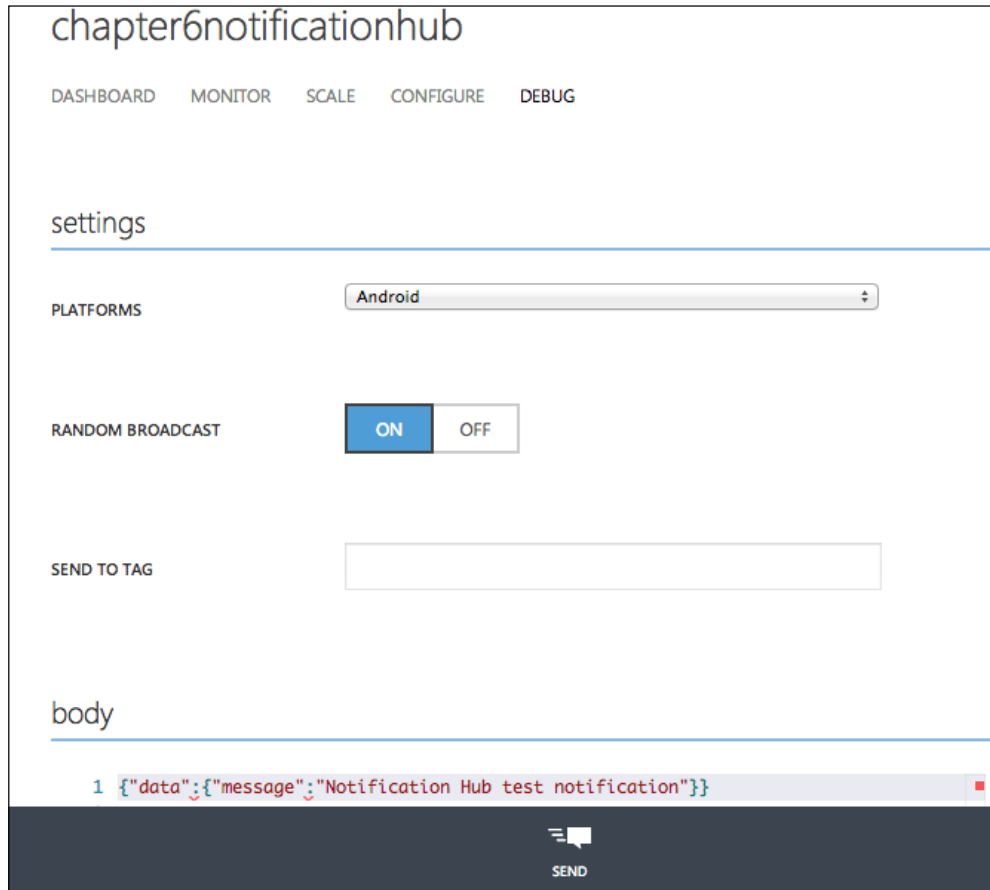 chapter6notificationhub
DASHBOARD MONITOR SCALE CONFIGURE DEBUG
settings
PLATFORMS Android
RANDOM BROADCAST ON OFF
SEND TO TAG
body
1 {"data":{"message":"Notification Hub test notification"}}
SEND